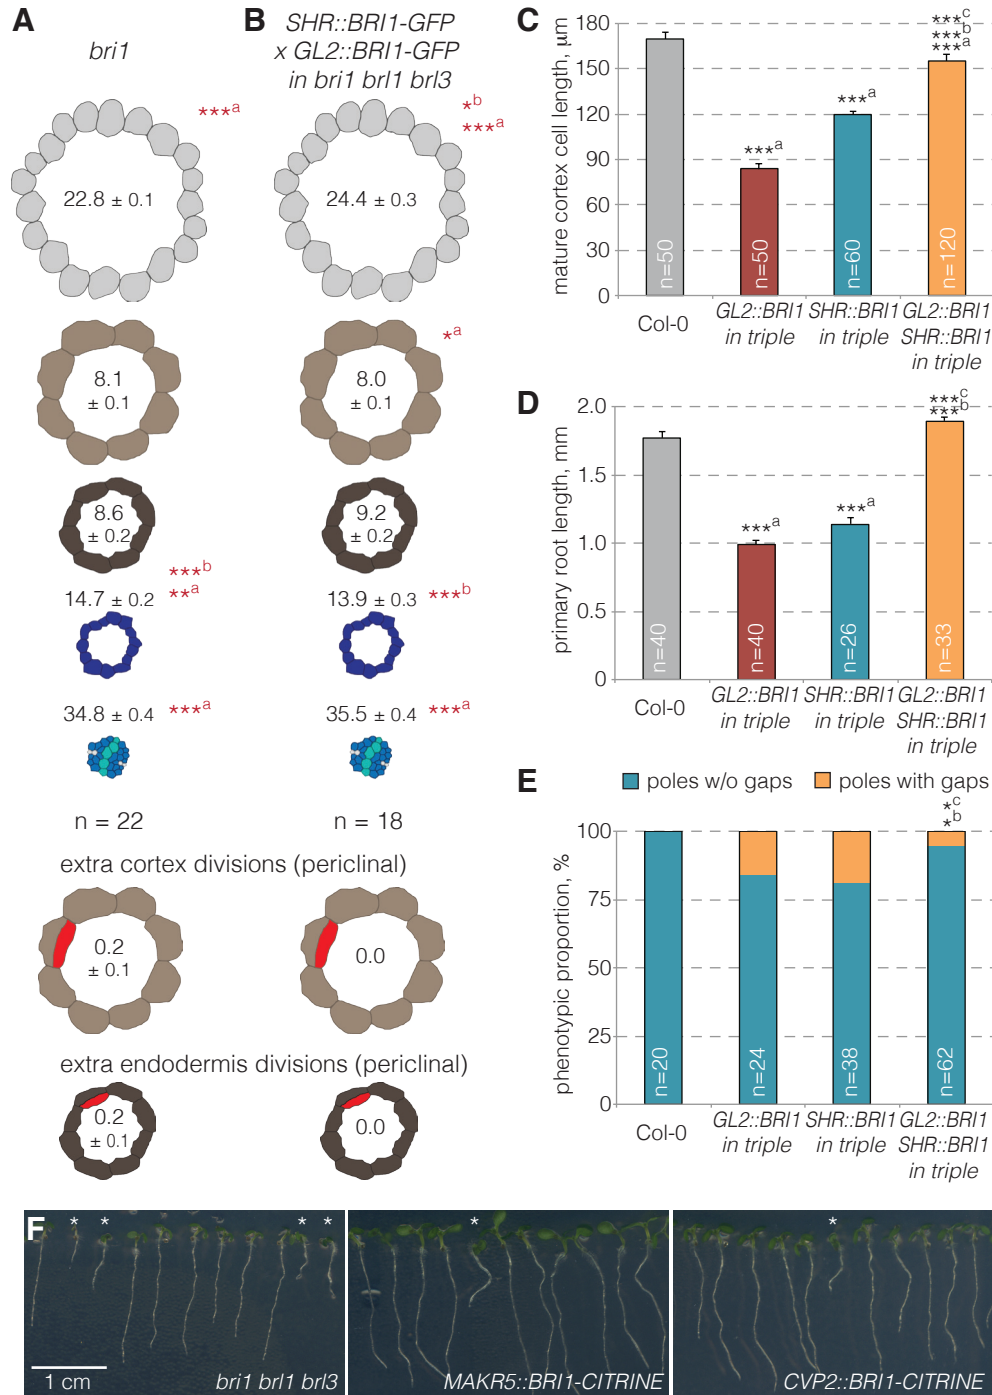 A
bri1
***a
22.8 ± 0.1
8.1
± 0.1
8.6
± 0.2
***b
**a
14.7 ± 0.2
34.8 ± 0.4
***a
n = 22
B
SHR::BRI1-GFP
x GL2::BRI1-GFP
in bri1 brl1 brl3
*b
***a
24.4 ± 0.3
*a
8.0
± 0.1
9.2
± 0.2
13.9 ± 0.3
***b
35.5 ± 0.4
***a
n = 18
extra cortex divisions (periclinal)
0.2
± 0.1
0.0
extra endodermis divisions (periclinal)
0.2
± 0.1
0.0
C
mature cortex cell length, µm
180
150
120
90
60
30
0
***a
***a
***c
***b
***a
n=50
n=50
n=60
n=120
Col-0
GL2::BRI1
in triple
SHR::BRI1
in triple
GL2::BRI1
SHR::BRI1
in triple
D
primary root length, mm
2.0
1.5
1.0
0.5
0
***a
***a
***c
***b
n=40
n=40
n=26
n=33
Col-0
GL2::BRI1
in triple
SHR::BRI1
in triple
GL2::BRI1
SHR::BRI1
in triple
E
poles w/o gaps
poles with gaps
phenotypic proportion, %
100
75
50
25
0
*c
*b
n=20
n=24
n=38
n=62
Col-0
GL2::BRI1
in triple
SHR::BRI1
in triple
GL2::BRI1
SHR::BRI1
in triple
F
* * * *
1 cm
bri1 brl1 brl3
*
MAKR5::BRI1-CITRINE
*
CVP2::BRI1-CITRINE